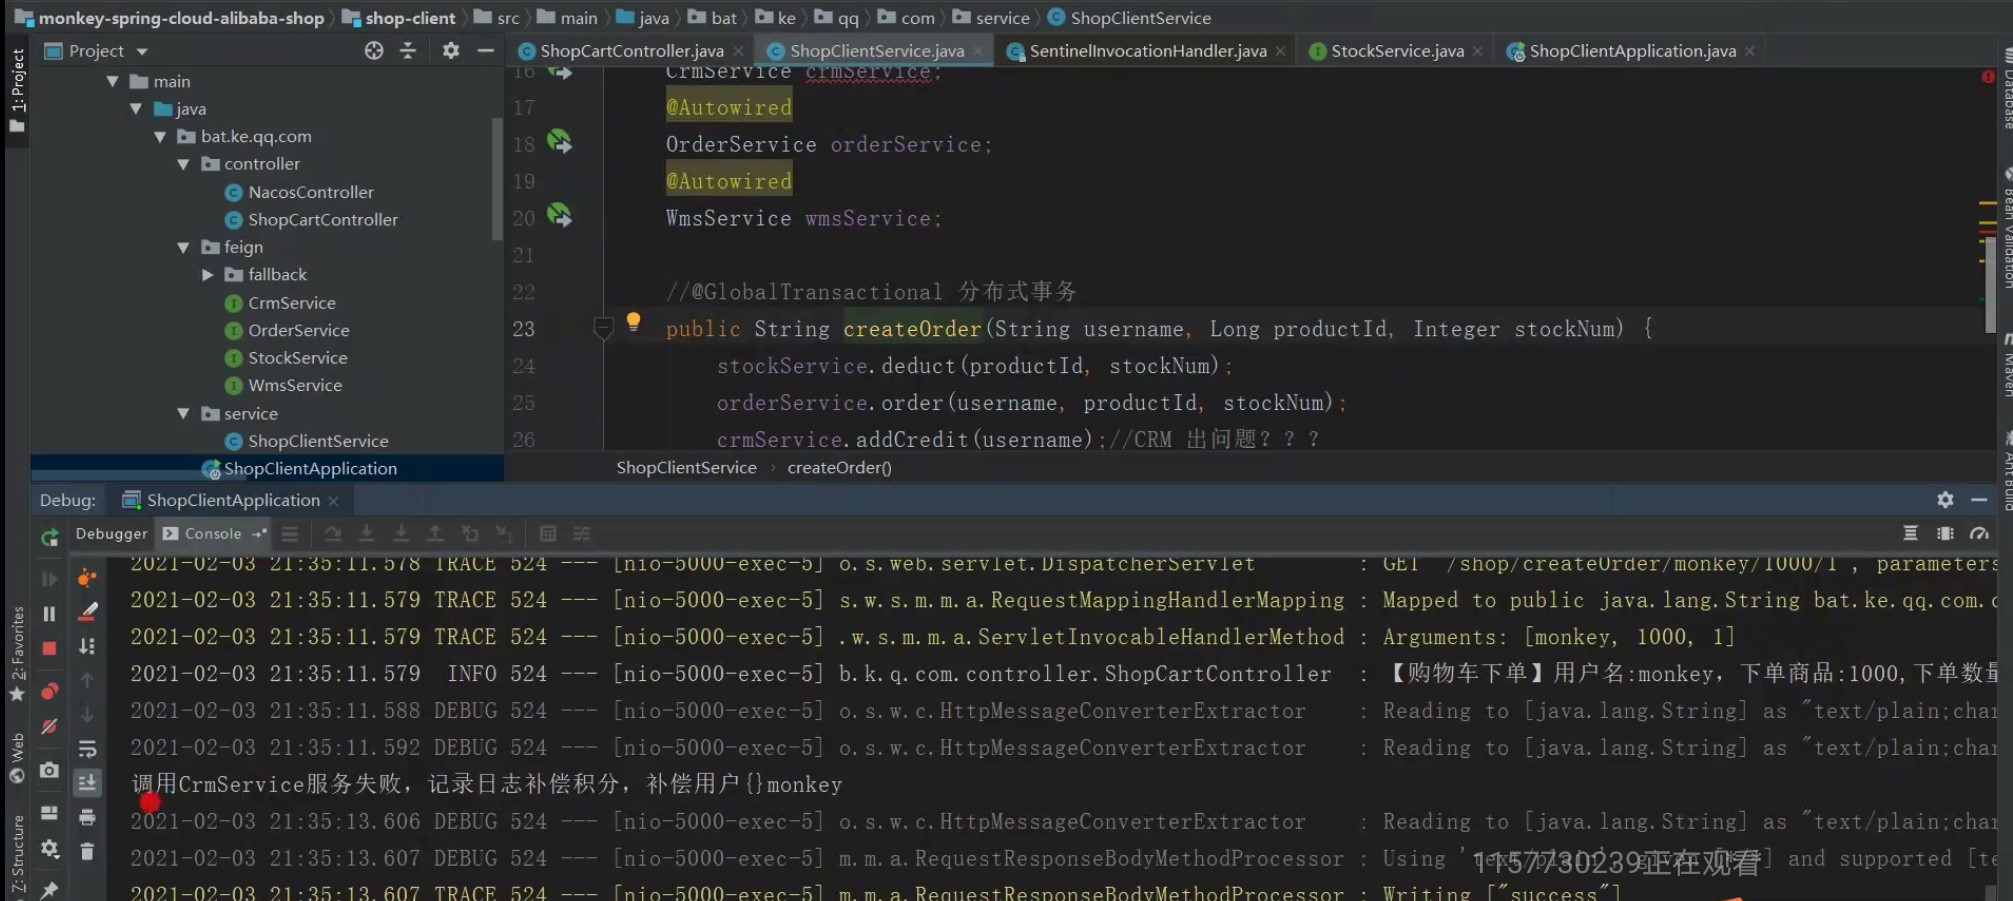 monkey-spring-cloud-alibaba-shop shop-client src main java bat ke qq com service ShopClientService
Project
ShopCartController.java ShopClientService.java SentinelInvocationHandler.java StockService.java ShopClientApplication.java
1: Project
main
java
bat.ke.qq.com
controller
NacosController
ShopCartController
feign
fallback
CrmService
OrderService
StockService
WmsService
service
ShopClientService
ShopClientApplication
16 CrmService crmService;
17 @Autowired
18 OrderService orderService;
19 @Autowired
20 WmsService wmsService;
21
22 //@GlobalTransactional 分布式事务
23 public String createOrder(String username, Long productId, Integer stockNum) {
24 stockService.deduct(productId, stockNum);
25 orderService.order(username, productId, stockNum);
26 crmService.addCredit(username);//CRM 出问题？？？
ShopClientService createOrder()
Database
Bean Validation
Maven
Ant Build
Debug: ShopClientApplication
Debugger Console
2: Favorites
Web
7: Structure
2021-02-03 21:35:11.578 TRACE 524 --- [nio-5000-exec-5] o.s.web.servlet.DispatcherServlet : GET "/shop/createOrder/monkey/1000/1", parameters
2021-02-03 21:35:11.579 TRACE 524 --- [nio-5000-exec-5] s.w.s.m.m.a.RequestMappingHandlerMapping : Mapped to public java.lang.String bat.ke.qq.com.c
2021-02-03 21:35:11.579 TRACE 524 --- [nio-5000-exec-5] .w.s.m.m.a.ServletInvocableHandlerMethod : Arguments: [monkey, 1000, 1]
2021-02-03 21:35:11.579 INFO 524 --- [nio-5000-exec-5] b.k.q.com.controller.ShopCartController : 【购物车下单】用户名:monkey，下单商品:1000,下单数量
2021-02-03 21:35:11.588 DEBUG 524 --- [nio-5000-exec-5] o.s.w.c.HttpMessageConverterExtractor : Reading to [java.lang.String] as "text/plain;char
2021-02-03 21:35:11.592 DEBUG 524 --- [nio-5000-exec-5] o.s.w.c.HttpMessageConverterExtractor : Reading to [java.lang.String] as "text/plain;char
调用CrmService服务失败，记录日志补偿积分，补偿用户{}monkey
2021-02-03 21:35:13.606 DEBUG 524 --- [nio-5000-exec-5] o.s.w.c.HttpMessageConverterExtractor : Reading to [java.lang.String] as "text/plain;char
2021-02-03 21:35:13.607 DEBUG 524 --- [nio-5000-exec-5] m.m.a.RequestResponseBodyMethodProcessor : Using 'text/plain' and supported [te
1157730239正在观看
2021-02-03 21:35:13.607 TRACE 524 --- [nio-5000-exec-5] m.m.a.RequestResponseBodyMethodProcessor : Writing ["success"]